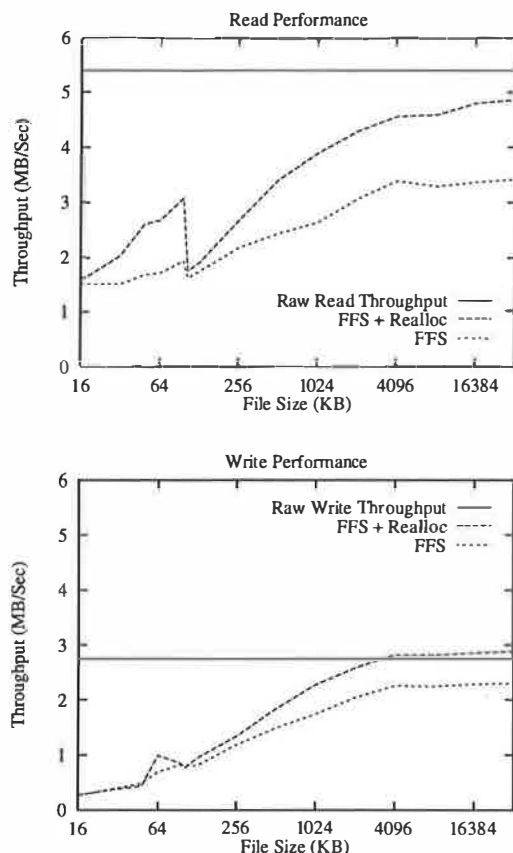 Read Performance
6
5
4
3
2
1
0
Throughput (MB/Sec)
Raw Read Throughput
FFS + Realloc
FFS
16 64 256 1024 4096 16384
File Size (KB)
Write Performance
6
5
4
3
2
1
0
Throughput (MB/Sec)
Raw Write Throughput
FFS + Realloc
FFS
16 64 256 1024 4096 16384
File Size (KB)